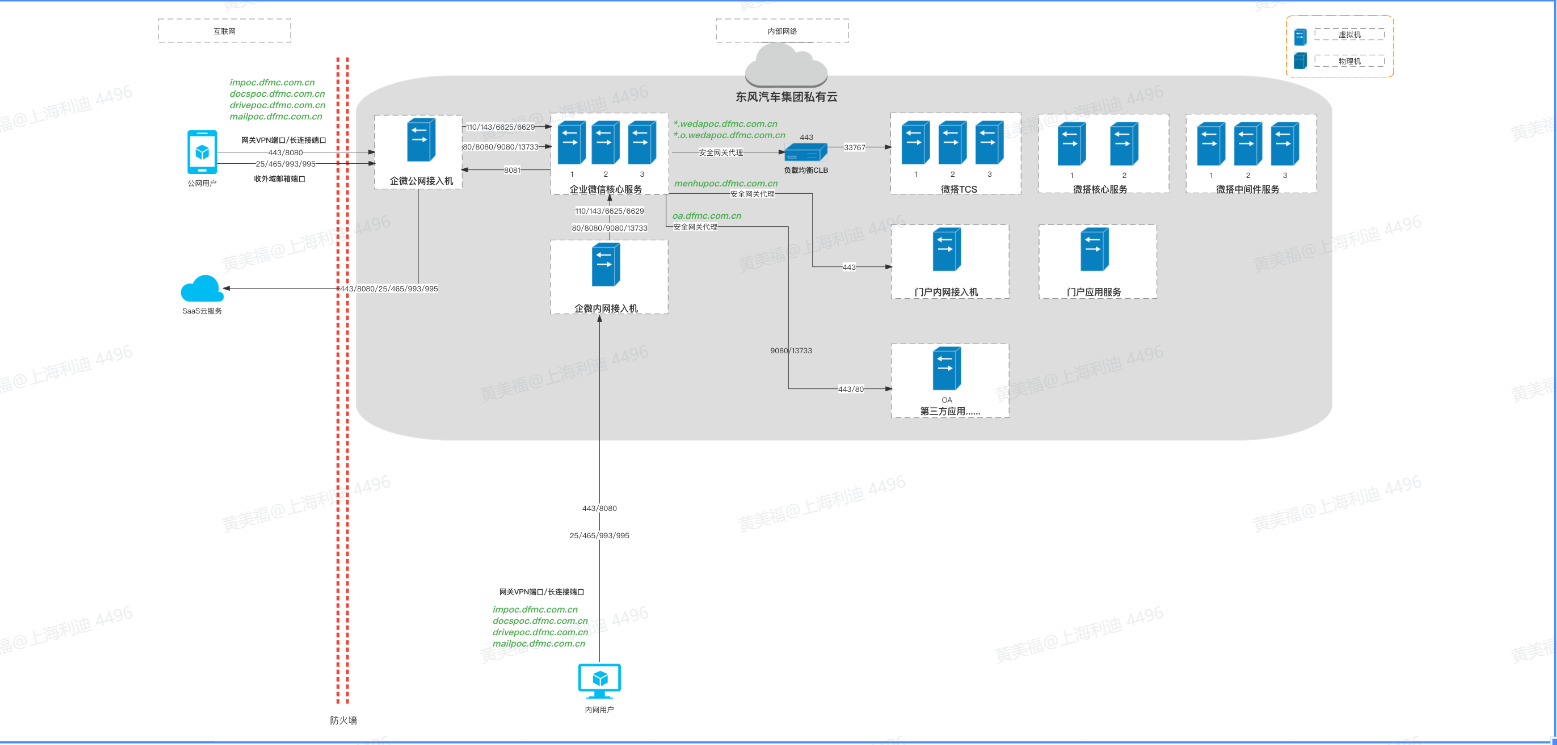 互联网
内部网络
虚拟机
物理机
东风汽车集团私有云
impoc.dfmc.com.cn
docspoc.dfmc.com.cn
drivepoc.dfmc.com.cn
mailpoc.dfmc.com.cn
网关VPN端口/长连接端口
443/8080
25/465/993/995
收外域邮箱端口
公网用户
企微公网接入机
110/143/6625/6629
80/8080/9080/13733
8081
1 2 3
企业微信核心服务
*.wedapoc.dfmc.com.cn
*.o.wedapoc.dfmc.com.cn
安全网关代理
443
负载均衡CLB
33767
1 2 3
微搭TCS
1 2
微搭核心服务
1 2 3
微搭中间件服务
menhupoc.dfmc.com.cn
安全网关代理
oa.dfmc.com.cn
安全网关代理
110/143/6625/6629
80/8080/9080/13733
企微内网接入机
443
门户内网接入机
门户应用服务
443/8080/25/465/993/995
SaaS云服务
9080/13733
443/80
OA
第三方应用......
443/8080
25/465/993/995
网关VPN端口/长连接端口
impoc.dfmc.com.cn
docspoc.dfmc.com.cn
drivepoc.dfmc.com.cn
mailpoc.dfmc.com.cn
内网用户
防火墙
黄美福@上海利迪 4496